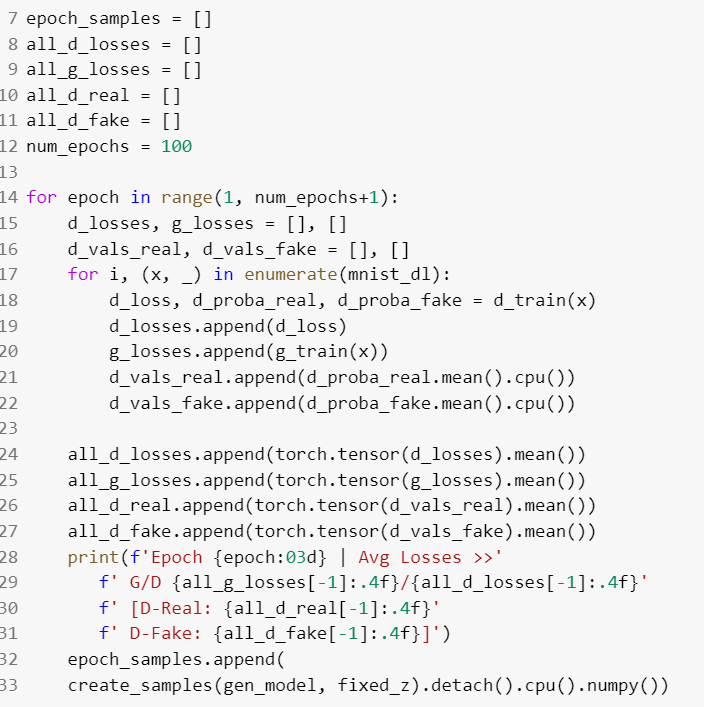 7 epoch_samples = []
8 all_d_losses = []
9 all_g_losses = []
10 all_d_real = []
11 all_d_fake = []
12 num_epochs = 100
13
14 for epoch in range(1, num_epochs+1):
15     d_losses, g_losses = [], []
16     d_vals_real, d_vals_fake = [], []
17     for i, (x, _) in enumerate(mnist_dl):
18         d_loss, d_proba_real, d_proba_fake = d_train(x)
19         d_losses.append(d_loss)
20         g_losses.append(g_train(x))
21         d_vals_real.append(d_proba_real.mean().cpu())
22         d_vals_fake.append(d_proba_fake.mean().cpu())
23
24     all_d_losses.append(torch.tensor(d_losses).mean())
25     all_g_losses.append(torch.tensor(g_losses).mean())
26     all_d_real.append(torch.tensor(d_vals_real).mean())
27     all_d_fake.append(torch.tensor(d_vals_fake).mean())
28     print(f'Epoch {epoch:03d} | Avg Losses >>'
29        f' G/D {all_g_losses[-1]:.4f}/{all_d_losses[-1]:.4f}'
30        f' [D-Real: {all_d_real[-1]:.4f}'
31        f' D-Fake: {all_d_fake[-1]:.4f}]')
32     epoch_samples.append(
33     create_samples(gen_model, fixed_z).detach().cpu().numpy())